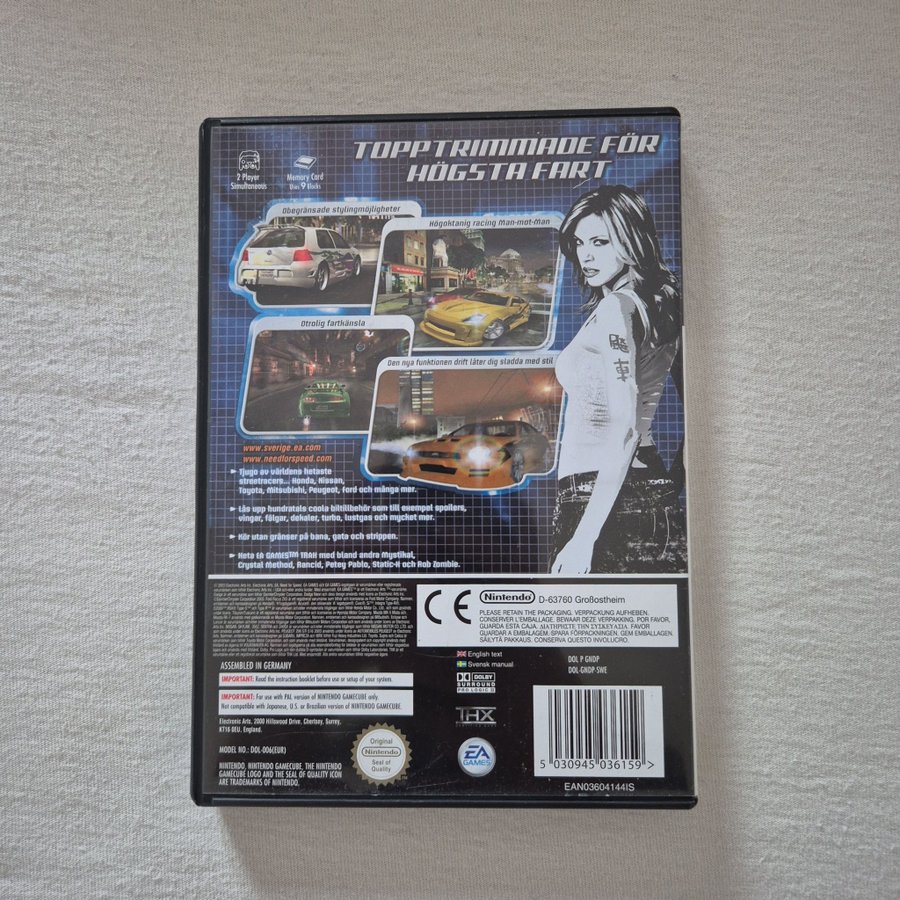 TOPPTRIMMADE FÖR
HÖGSTA FART
2 Player
Simultaneous
Memory Card
Uses 9 Blocks
Obegränsade stylingmöjligheter
Högoktanig racing Man-mot-Man
Otrolig fartkänsla
Den nya funktionen drift låter dig sladda med stil
www.sverige.ea.com
www.needforspeed.com
Tjugo av världens hetaste
streetracers... Honda, Nissan,
Toyota, Mitsubishi, Peugeot, Ford och många mer.
Lås upp hundratals coola biltillbehör som till exempel spoilers,
vingar, fälgar, dekaler, turbo, lustgas och mycket mer.
Kör utan gränser på bana, gata och strippen.
Heta EA GAMES™ TRAX med bland andra Mystikal,
Crystal Method, Rancid, Petey Pablo, Static-X och Rob Zombie.
ASSEMBLED IN GERMANY
IMPORTANT: Read the instruction booklet before use or setup of your system.
IMPORTANT: For use with PAL version of NINTENDO GAMECUBE only.
Not compatible with Japanese, U.S. or Brazilian version of NINTENDO GAMECUBE.
Electronic Arts, 2000 Hillswood Drive, Chertsey, Surrey,
KT16 0EU, England.
MODEL NO.: DOL-006(EUR)
NINTENDO, NINTENDO GAMECUBE, THE NINTENDO
GAMECUBE LOGO AND THE SEAL OF QUALITY ICON
ARE TRADEMARKS OF NINTENDO.
Original
Nintendo
Seal of
Quality
CE
Nintendo D-63760 Großostheim
PLEASE RETAIN THE PACKAGING. VERPACKUNG AUFHEBEN.
CONSERVER L'EMBALLAGE. BEWAAR DEZE VERPAKKING. POR FAVOR,
GUARDA ESTA CAJA. ΔΙΑΤΗΡΗΣΤΕ ΤΗΝ ΣΥΣΚΕΥΑΣΙΑ. FAVOR
GUARDAR A EMBALAGEM. SPARA FÖRPACKNINGEN. GEM EMBALLAGEN.
SÄILYTÄ PAKKAUS. CONSERVA QUESTO INVOLUCRO.
English text
Svensk manual
DOL P GNDP
DOL-GNDP-SWE
DOLBY
SURROUND
PRO LOGIC II
THX
EA
GAMES
5 030945 036159 >
EAN03604144IS